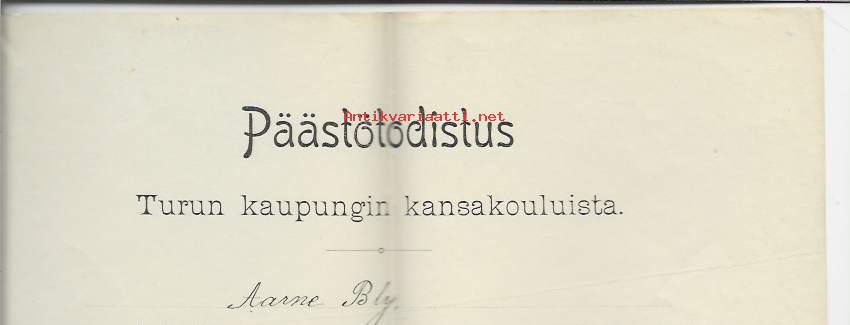 Antikvariaatti.net
Päästötodistus
Turun kaupungin kansakouluista.
Aarne Bly.